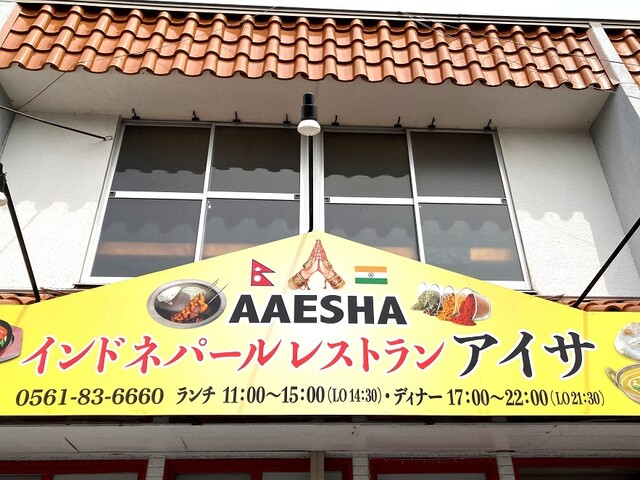 AAESHA
インドネパールレストラン アイサ
0561-83-6660 ランチ 11:00～15:00(LO 14:30)・ディナー 17:00～22:00(LO 21:30)